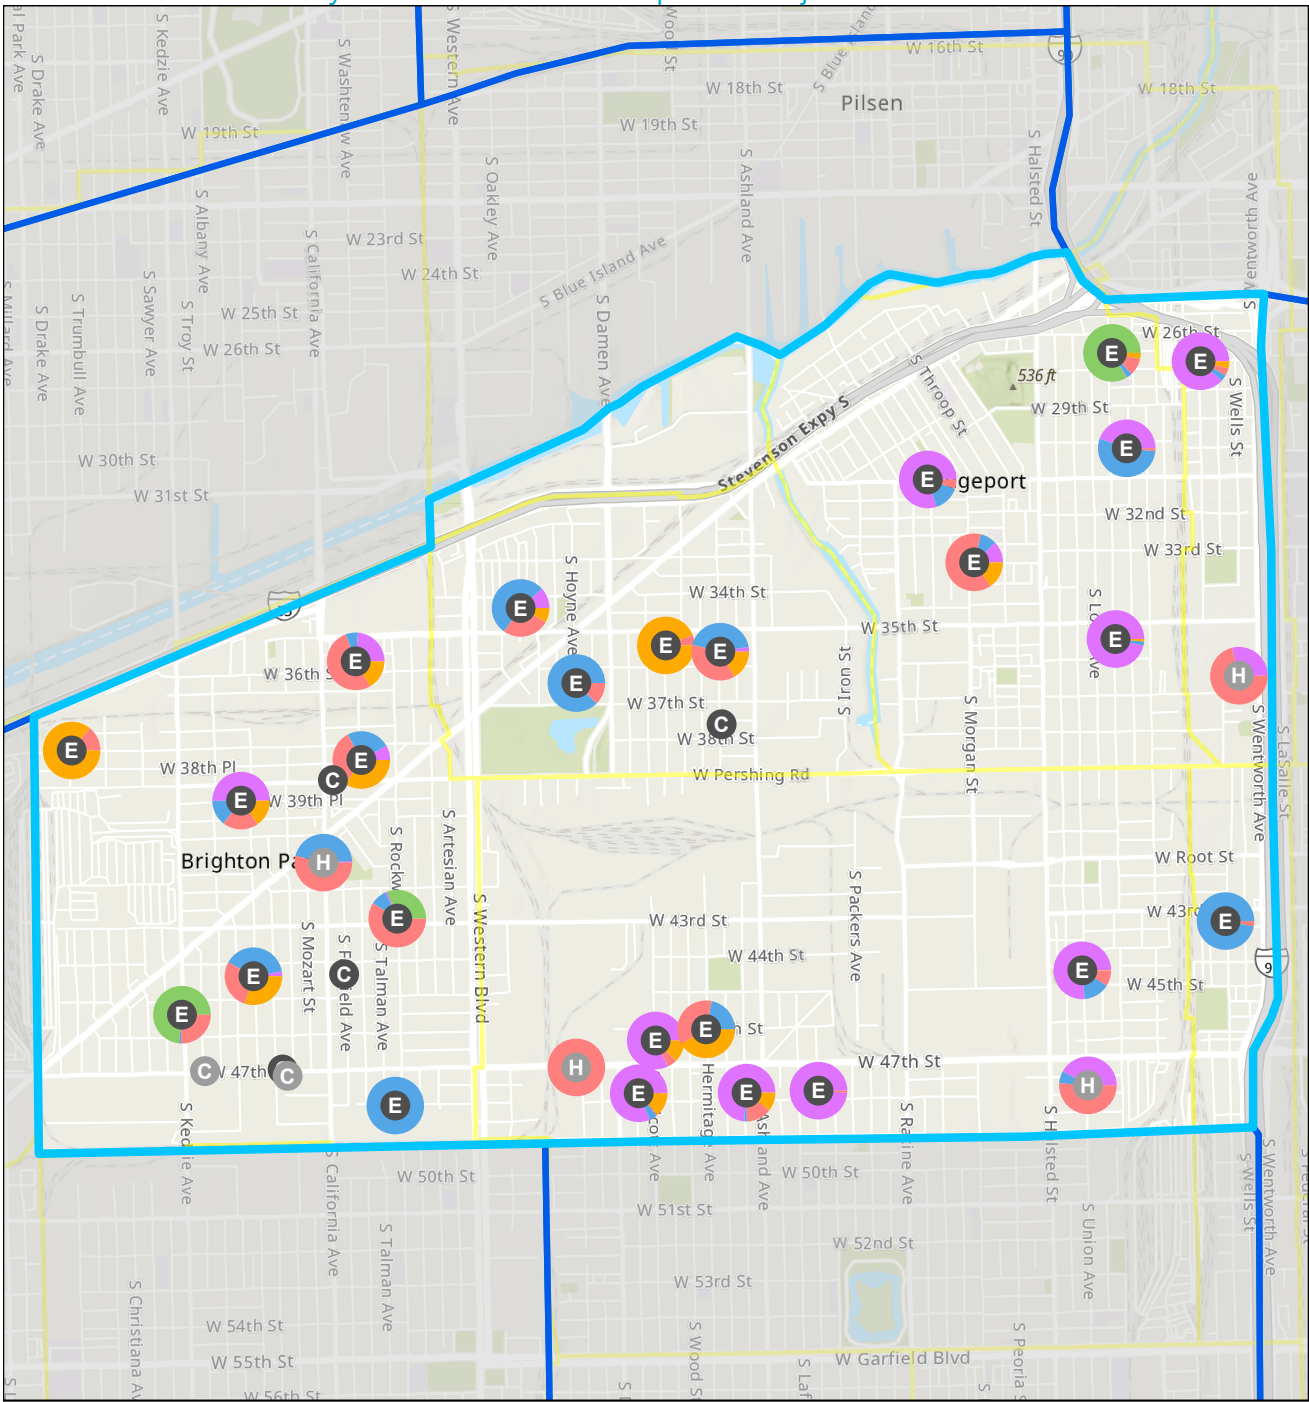 W 16th St
W 18th St
W 18th St
Pilsen
W 19th St
W 19th St
S Kedzie Ave
S Drake Ave
S Washtenaw Ave
S Western Ave
S Oakley Ave
S Ashland Ave
S Halsted St
S Albany Ave
S California Ave
W 23rd St
W 24th St
S Blue Island Ave
S Damen Ave
S Millard Ave
S Drake Ave
S Trumbull Ave
S Sawyer Ave
S Troy St
W 25th St
W 26th St
W 26th St
S Throop St
536 ft
W 29th St
S Wells St
Stevenson Expy S
W 30th St
W 31st St
geport
W 32nd St
W 33rd St
W 34th St
S Hoyne Ave
W 35th St
W 36th S
W 37th St
S Iron St
W 38th St
S Morgan St
S Wentworth Ave
S LaSalle St
W 38th Pl
W 39th Pl
W Pershing Rd
Brighton Pa
S Rockw
S Artesian Ave
S Western Blvd
S Packers Ave
W Root St
W 43rd St
W 43rd
W 44th St
W 45th St
S Mozart St
S Talman Ave
W 47th
W 47th St
Hermitage Ave
S Racine Ave
S Halsted St
S Kedzie Ave
S California Ave
W 50th St
W 50th St
W 51st St
W 52nd St
W 53rd St
S Talman Ave
S Union Ave
S Wells St
S Wentworth Ave
S Christiana Av
W 54th St
W 55th St
W 56th St
S Wood St
W Garfield Blvd
S Peoria S
E
E
E
E
E
E
E
E
E
E
E
H
E
E
C
C
E
H
E
E
E
C
E
C
C
E
H
E
E
E
E
E
E
H
E